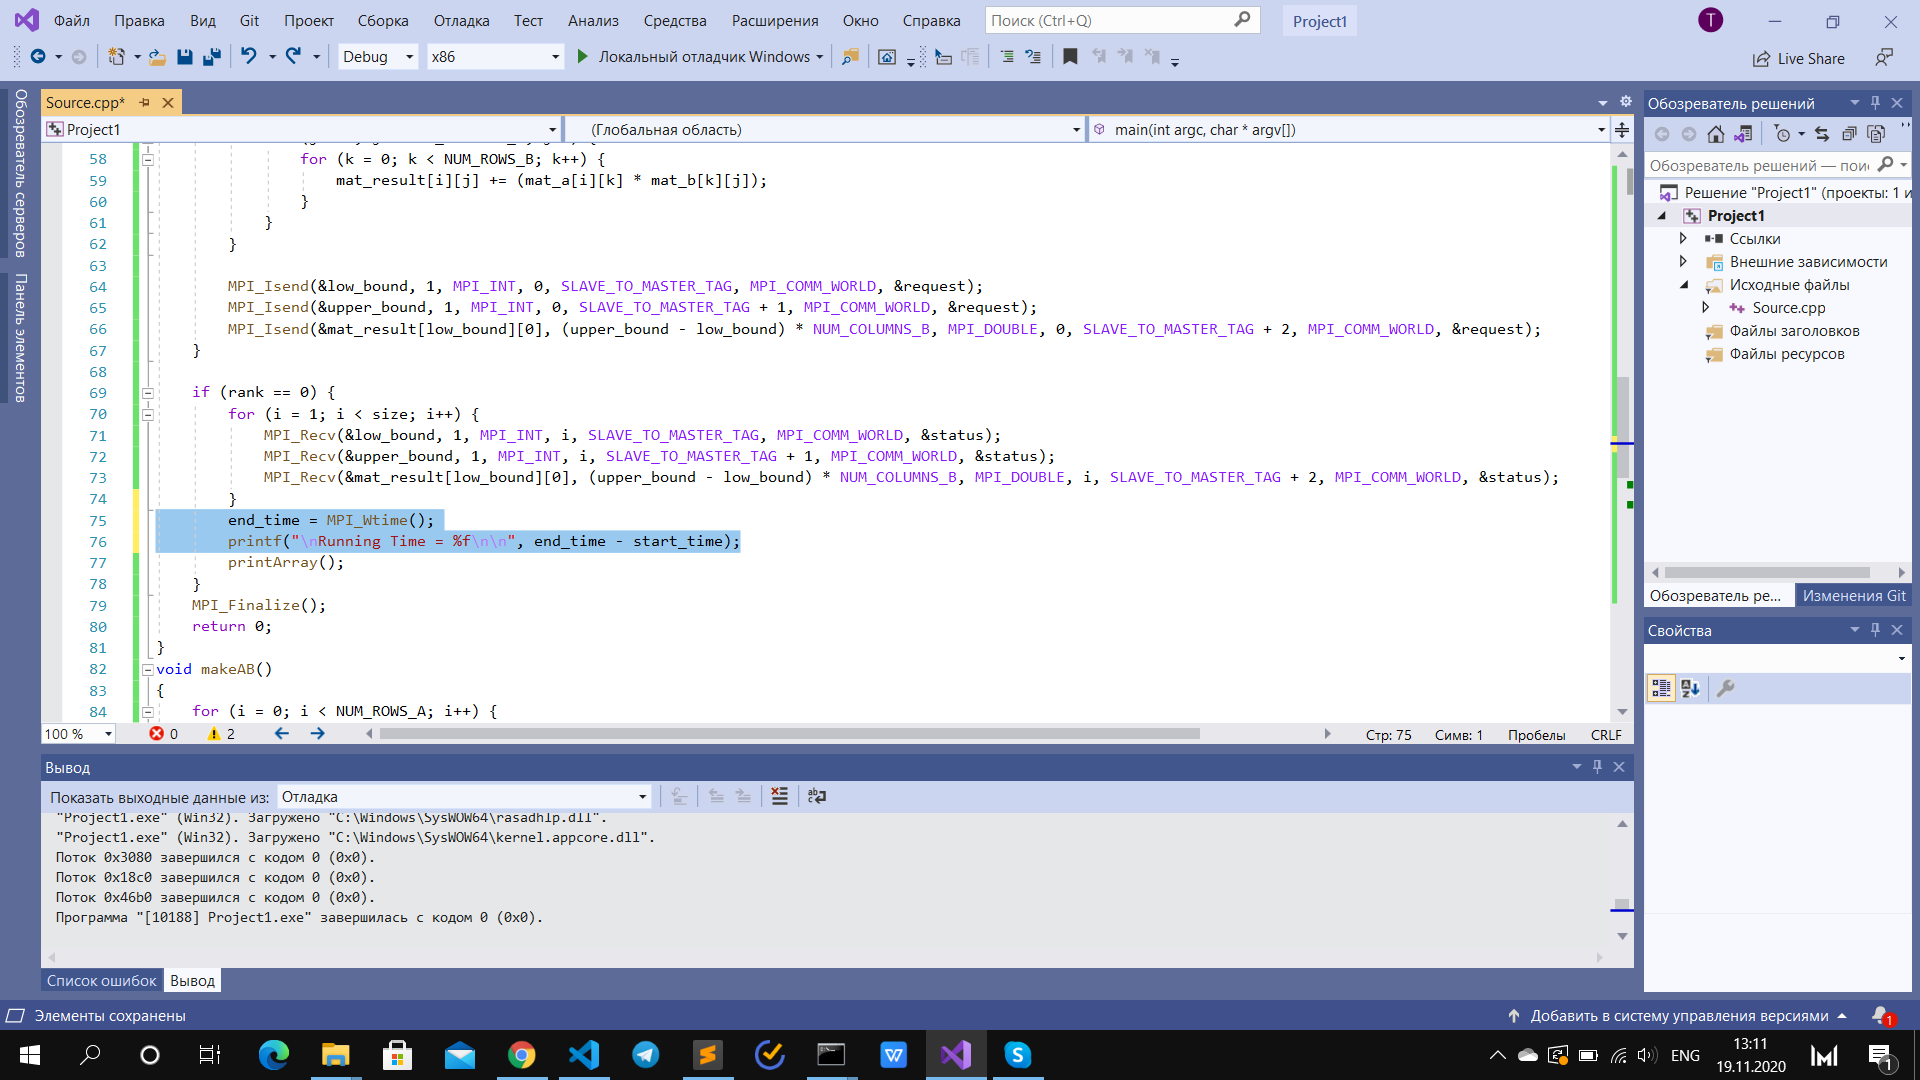 Файл Правка Вид Git Проект Сборка Отладка Тест Анализ Средства Расширения Окно Справка Поиск (Ctrl+Q) Project1 T
Debug x86 Локальный отладчик Windows Live Share
Обозреватель серверов
Панель элементов
Source.cpp*
Project1 (Глобальная область) main(int argc, char * argv[])
58 for (k = 0; k < NUM_ROWS_B; k++) {
59 mat_result[i][j] += (mat_a[i][k] * mat_b[k][j]);
60 }
61 }
62 }
63
64 MPI_Isend(&low_bound, 1, MPI_INT, 0, SLAVE_TO_MASTER_TAG, MPI_COMM_WORLD, &request);
65 MPI_Isend(&upper_bound, 1, MPI_INT, 0, SLAVE_TO_MASTER_TAG + 1, MPI_COMM_WORLD, &request);
66 MPI_Isend(&mat_result[low_bound][0], (upper_bound - low_bound) * NUM_COLUMNS_B, MPI_DOUBLE, 0, SLAVE_TO_MASTER_TAG + 2, MPI_COMM_WORLD, &request);
67 }
68
69 if (rank == 0) {
70 for (i = 1; i < size; i++) {
71 MPI_Recv(&low_bound, 1, MPI_INT, i, SLAVE_TO_MASTER_TAG, MPI_COMM_WORLD, &status);
72 MPI_Recv(&upper_bound, 1, MPI_INT, i, SLAVE_TO_MASTER_TAG + 1, MPI_COMM_WORLD, &status);
73 MPI_Recv(&mat_result[low_bound][0], (upper_bound - low_bound) * NUM_COLUMNS_B, MPI_DOUBLE, i, SLAVE_TO_MASTER_TAG + 2, MPI_COMM_WORLD, &status);
74 }
75 end_time = MPI_Wtime();
76 printf("\nRunning Time = %f\n\n", end_time - start_time);
77 printArray();
78 }
79 MPI_Finalize();
80 return 0;
81 }
82 void makeAB()
83 {
84 for (i = 0; i < NUM_ROWS_A; i++) {
100 % 0 2 Стр: 75 Симв: 1 Пробелы CRLF
Вывод
Показать выходные данные из: Отладка
"Project1.exe" (Win32). Загружено "C:\Windows\SysWOW64\rasadhlp.dll".
"Project1.exe" (Win32). Загружено "C:\Windows\SysWOW64\kernel.appcore.dll".
Поток 0x3080 завершился с кодом 0 (0x0).
Поток 0x18c0 завершился с кодом 0 (0x0).
Поток 0x46b0 завершился с кодом 0 (0x0).
Программа "[10188] Project1.exe" завершилась с кодом 0 (0x0).
Список ошибок Вывод
Обозреватель решений
Обозреватель решений — пои
Решение "Project1" (проекты: 1 и
Project1
Ссылки
Внешние зависимости
Исходные файлы
Source.cpp
Файлы заголовков
Файлы ресурсов
Обозреватель ре... Изменения Git
Свойства
Элементы сохранены Добавить в систему управления версиями 1
ENG 13:11
19.11.2020 1